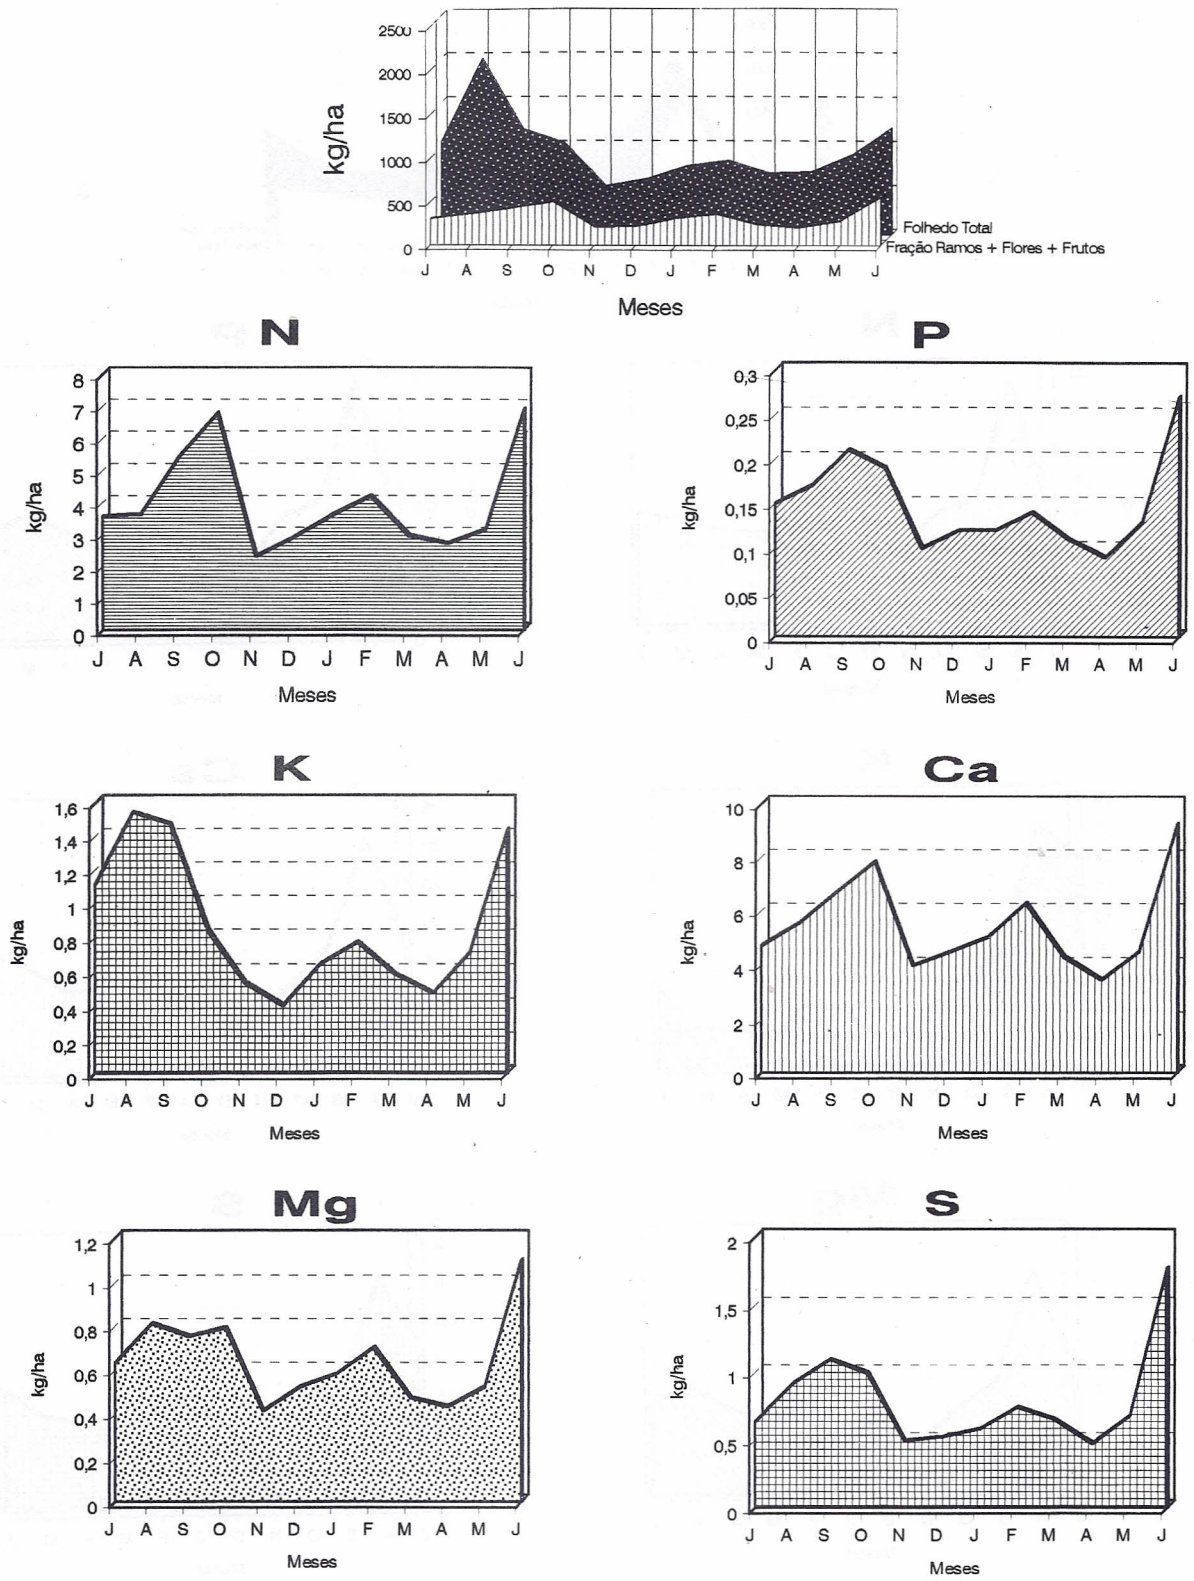 2500
2000
1500
1000
500
0
kg/ha
J A S O N D J F M A M J
Folhedo Total
Fração Ramos + Flores + Frutos
Meses
N
8
7
6
5
4
3
2
1
0
kg/ha
J A S O N D J F M A M J
Meses
P
0,3
0,25
0,2
0,15
0,1
0,05
0
kg/ha
J A S O N D J F M A M J
Meses
K
1,6
1,4
1,2
1
0,8
0,6
0,4
0,2
0
kg/ha
J A S O N D J F M A M J
Meses
Ca
10
8
6
4
2
0
kg/ha
J A S O N D J F M A M J
Meses
Mg
1,2
1
0,8
0,6
0,4
0,2
0
kg/ha
J A S O N D J F M A M J
Meses
S
2
1,5
1
0,5
0
kg/ha
J A S O N D J F M A M J
Meses